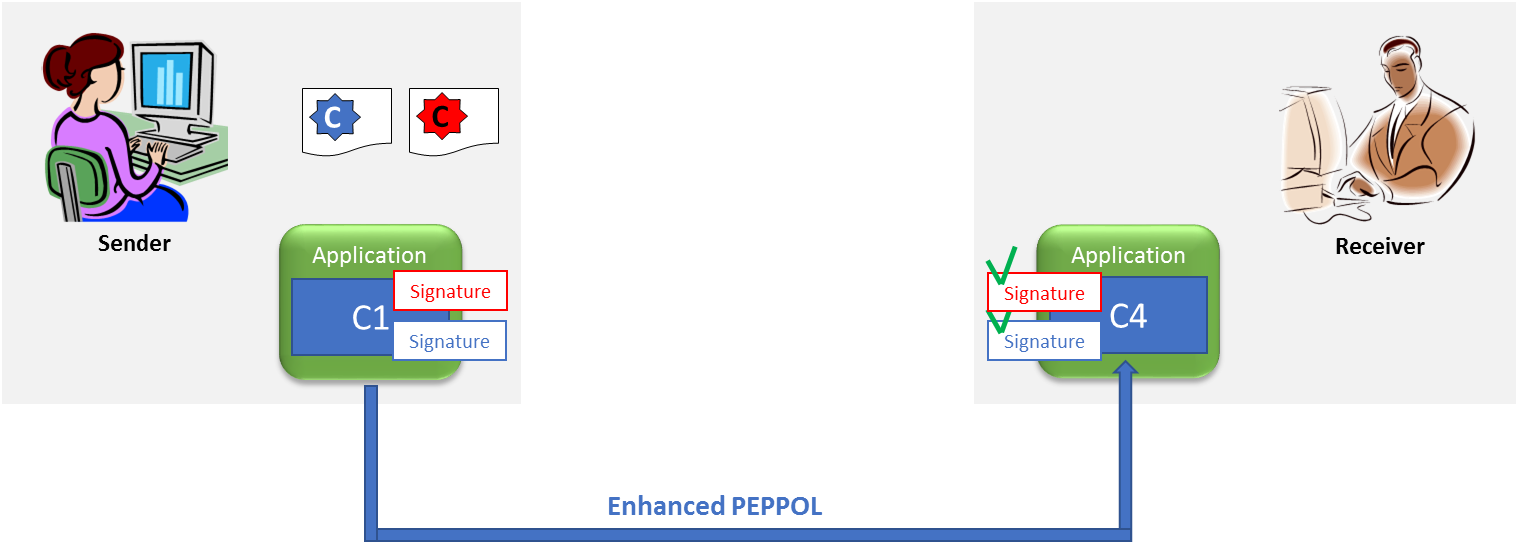 C
C
Sender
Receiver
Application
C1
Signature
Signature
Application
C4
Signature
Signature
Enhanced PEPPOL